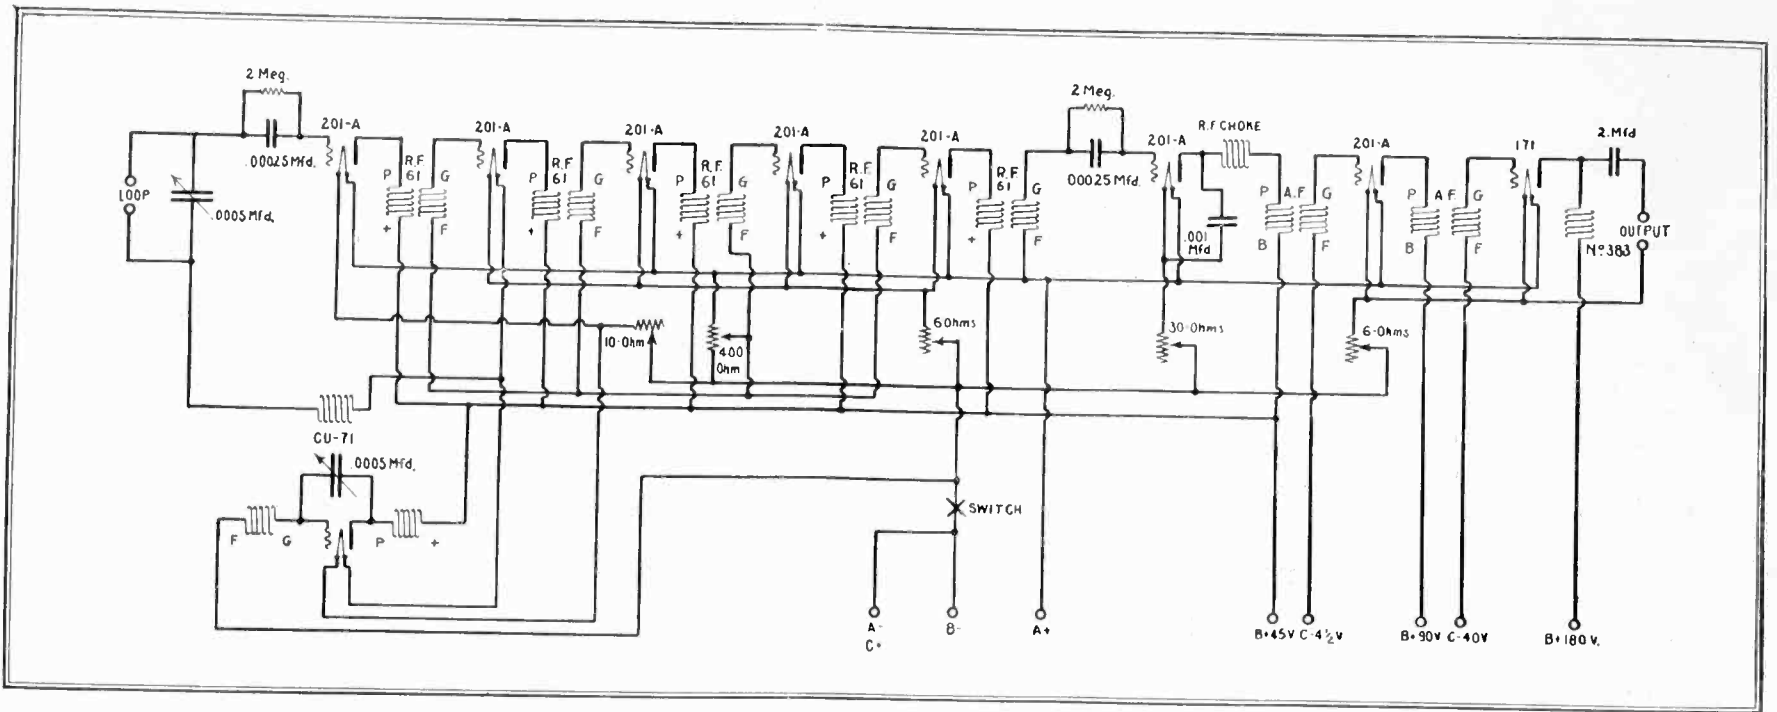 2 Meg.
.00025 Mfd.
201-A
201-A
201-A
201-A
201-A
2 Meg.
.00025 Mfd.
201-A
R.F. CHOKE
201-A
171
2. Mfd
LOOP
.0005 Mfd.
P
R.F.
61
G
+
F
P
R.F.
61
G
+
F
P
R.F.
61
G
+
F
P
R.F.
61
G
+
F
P
R.F.
61
G
+
F
.001
Mfd
P
A.F.
G
B
F
P
A F.
G
B
F
Nº 383
OUTPUT
10-Ohm
400
Ohm
6Ohms
30-Ohms
6-Ohms
CU-71
.0005 Mfd.
F
G
P
+
SWITCH
A-
C+
B-
A+
B+45V
C-4½V
B+90V
C-40V
B+180V.